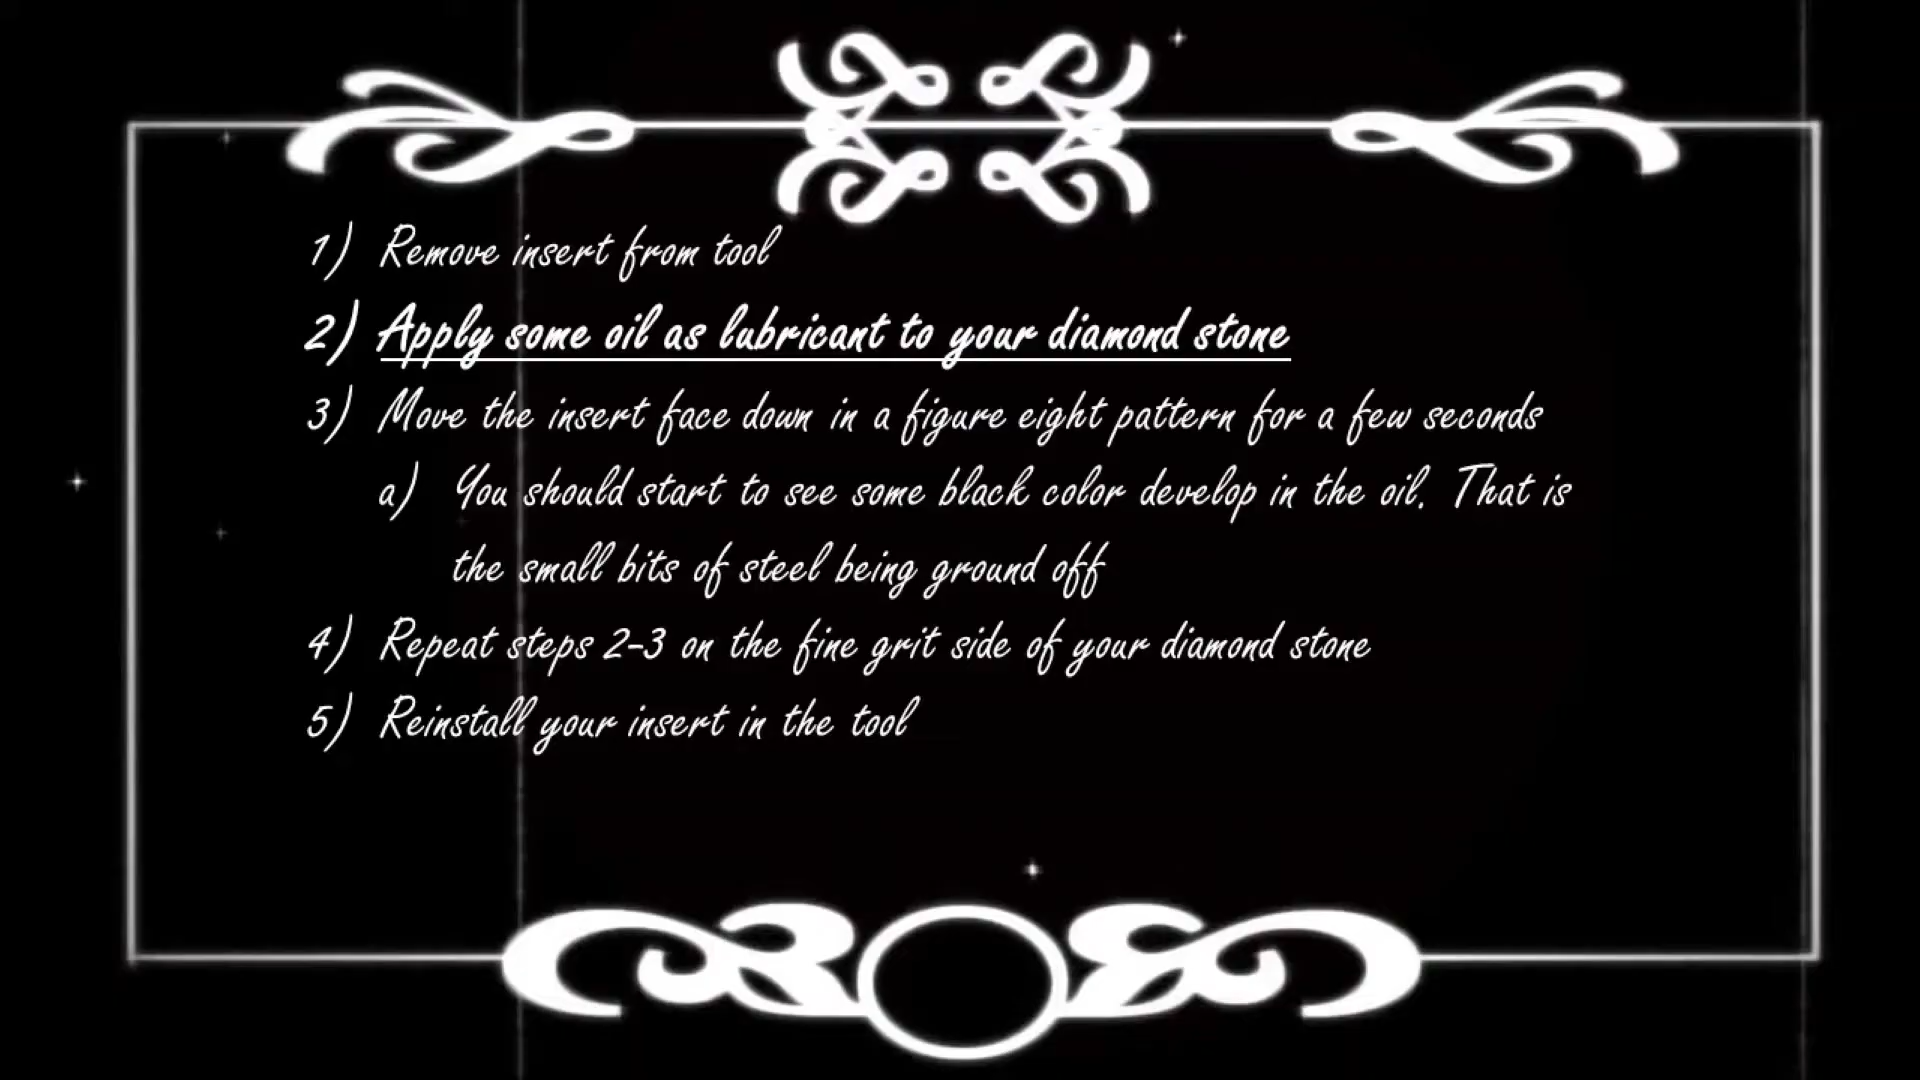 1) Remove insert from tool
2) Apply some oil as lubricant to your diamond stone
3) Move the insert face down in a figure eight pattern for a few seconds
a) You should start to see some black color develop in the oil. That is
the small bits of steel being ground off
4) Repeat steps 2-3 on the fine grit side of your diamond stone
5) Reinstall your insert in the tool